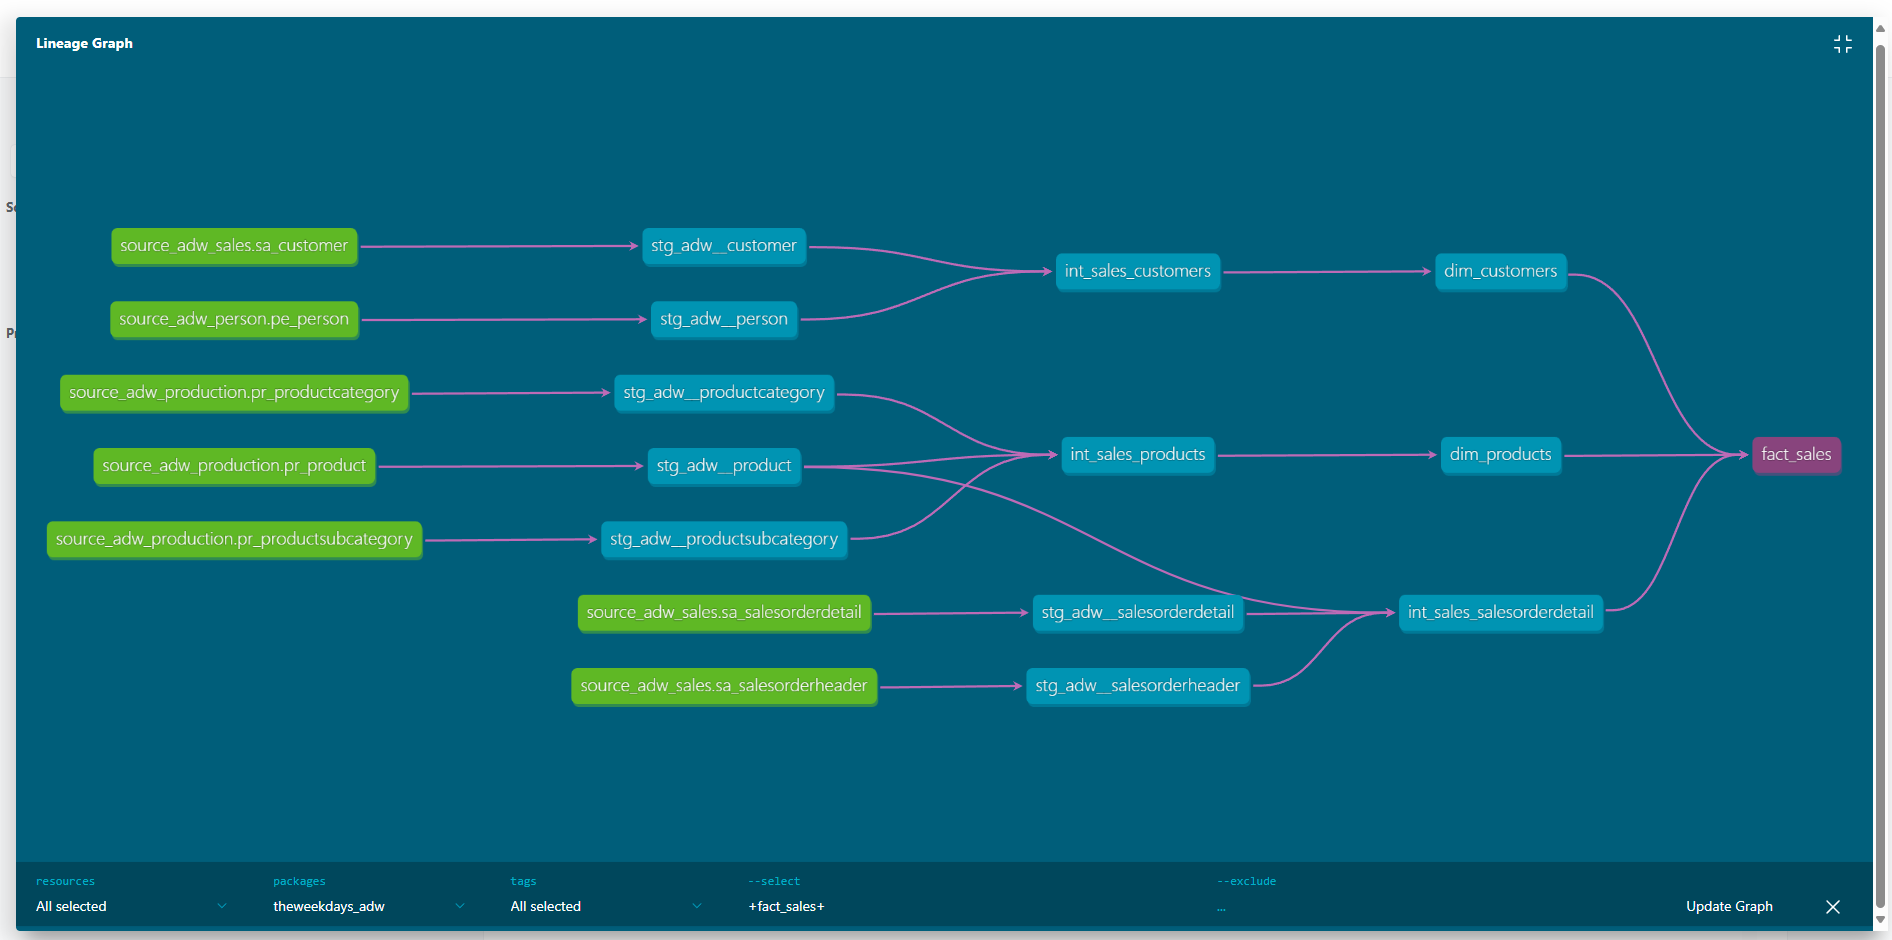 Lineage Graph
source_adw_sales.sa_customer
stg_adw__customer
int_sales_customers
dim_customers
source_adw_person.pe_person
stg_adw__person
source_adw_production.pr_productcategory
stg_adw__productcategory
source_adw_production.pr_product
stg_adw__product
int_sales_products
dim_products
fact_sales
source_adw_production.pr_productsubcategory
stg_adw__productsubcategory
source_adw_sales.sa_salesorderdetail
stg_adw__salesorderdetail
int_sales_salesorderdetail
source_adw_sales.sa_salesorderheader
stg_adw__salesorderheader
resources
All selected
packages
theweekdays_adw
tags
All selected
--select
+fact_sales+
--exclude
...
Update Graph